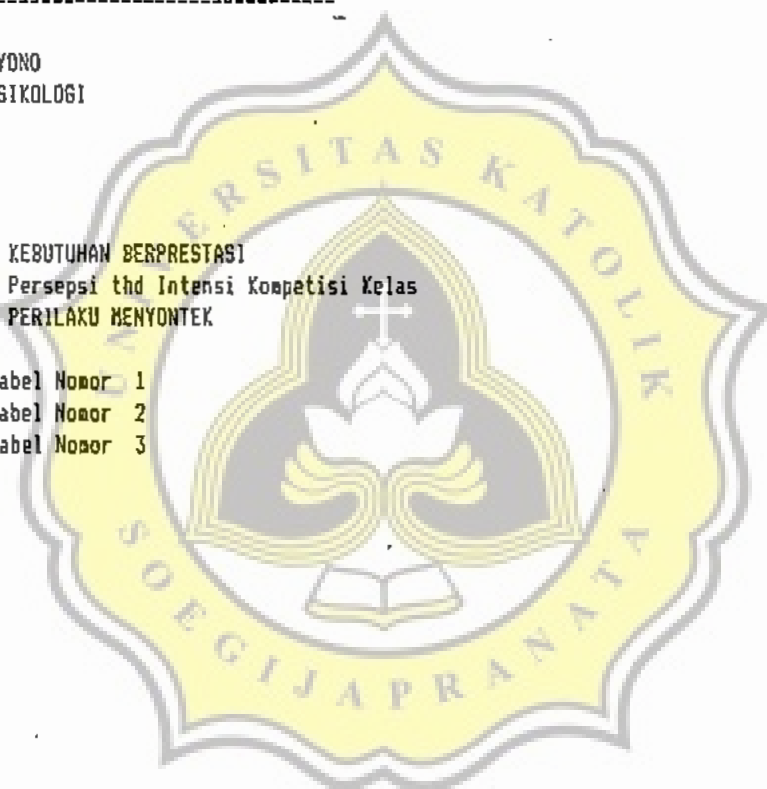 YONO
SIKOLOGI
UNIVERSITAS KATOLIK
KEBUTUHAN BERPRESTASI
Persepsi thd Intensi Kompetisi Kelas
PERILAKU MENYONTEK
abel Nomor 1
abel Nomor 2
abel Nomor 3
SOEGIJAPRANATA